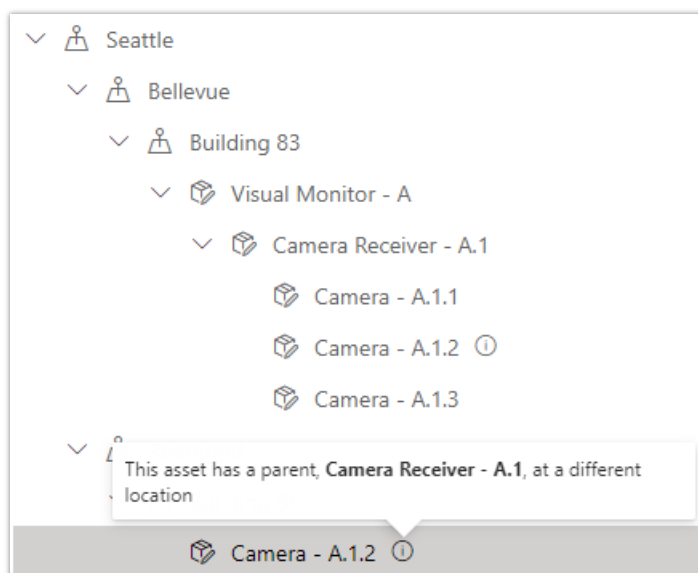 Seattle
Bellevue
Building 83
Visual Monitor - A
Camera Receiver - A.1
Camera - A.1.1
Camera - A.1.2
Camera - A.1.3
This asset has a parent, Camera Receiver - A.1, at a different
location
Camera - A.1.2